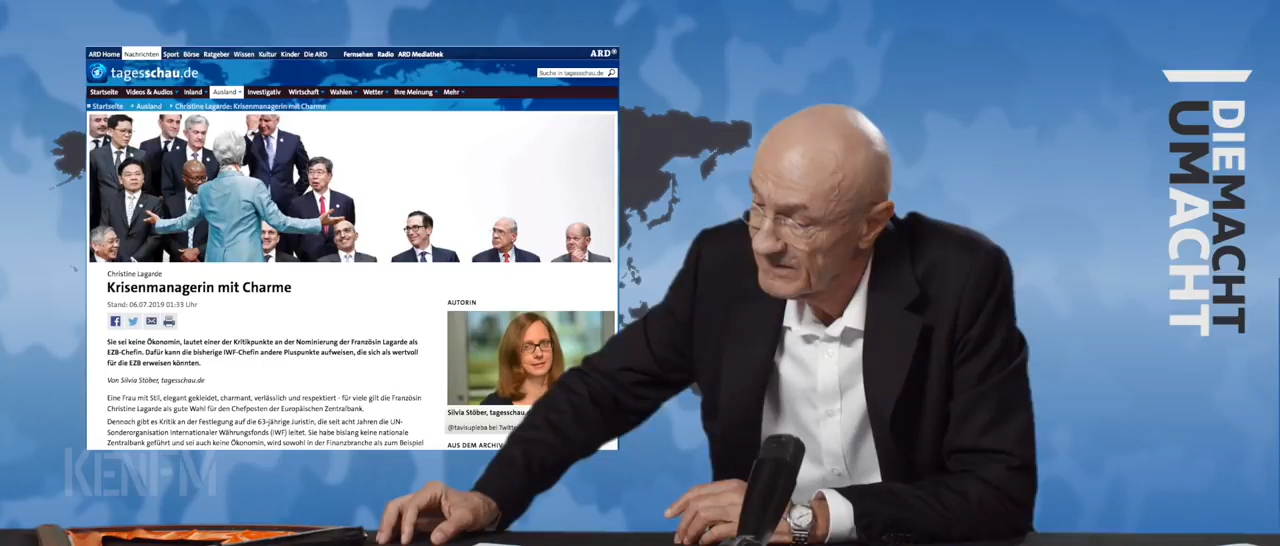 ARD Home Nachrichten Sport Börse Ratgeber Wissen Kultur Kinder Die ARD Fernsehen Radio ARD Mediathek
ARD
tagesschau.de
Suche in tagesschau.de
Startseite Videos & Audios Inland Ausland Investigativ Wirtschaft Wahlen Wetter Ihre Meinung Mehr
Startseite Ausland Christine Lagarde: Krisenmanagerin mit Charme
Christine Lagarde
Krisenmanagerin mit Charme
Stand: 06.07.2019 01:33 Uhr
Sie sei keine Ökonomin, lautet einer der Kritikpunkte an der Nominierung der Französin Lagarde als
EZB-Chefin. Dafür kann die bisherige IWF-Chefin andere Pluspunkte aufweisen, die sich als wertvoll
für die EZB erweisen könnten.
Von Silvia Stöber, tagesschau.de
Eine Frau mit Stil, elegant gekleidet, charmant, verlässlich und respektiert - für viele gilt die Französin
Christine Lagarde als gute Wahl für den Chefposten der Europäischen Zentralbank.
Dennoch gibt es Kritik an der Festlegung auf die 63-jährige Juristin, die seit acht Jahren die UN-
Sonderorganisation Internationaler Währungsfonds (IWF) leitet. Sie habe bislang keine nationale
Zentralbank geführt und sei auch keine Ökonomin, wird sowohl in der Finanzbranche als zum Beispiel
AUTORIN
Silvia Stöber, tagesschau
@tavisupleba bei Twitter
AUS DEM ARCHIV
KENFM
DIE MACHT
UM ACHT